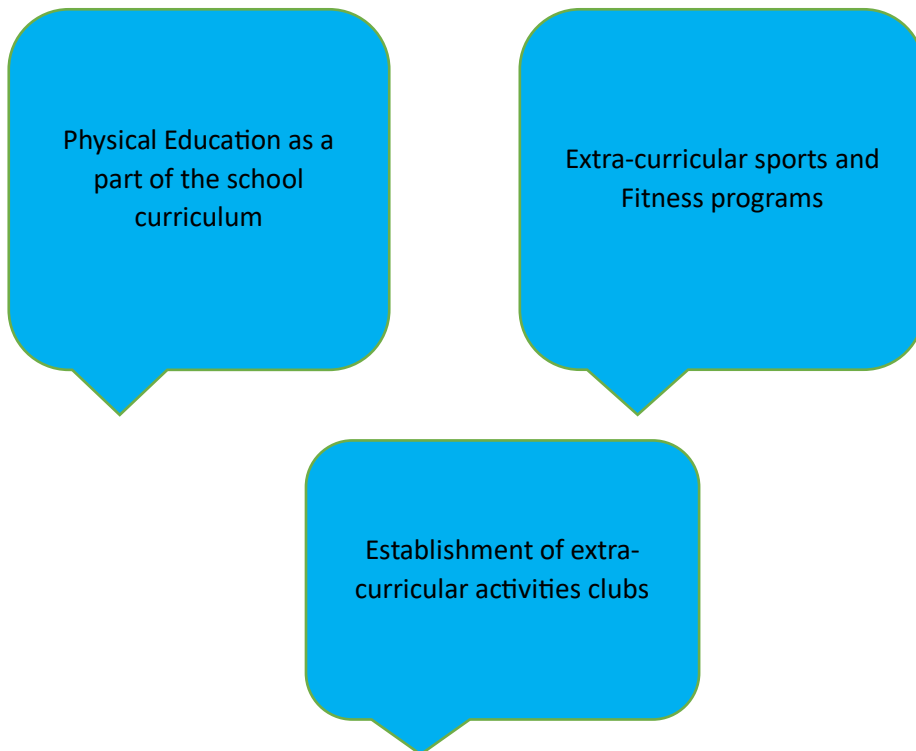 Physical Education as a
part of the school
curriculum
Extra-curricular sports and
Fitness programs
Establishment of extra-
curricular activities clubs